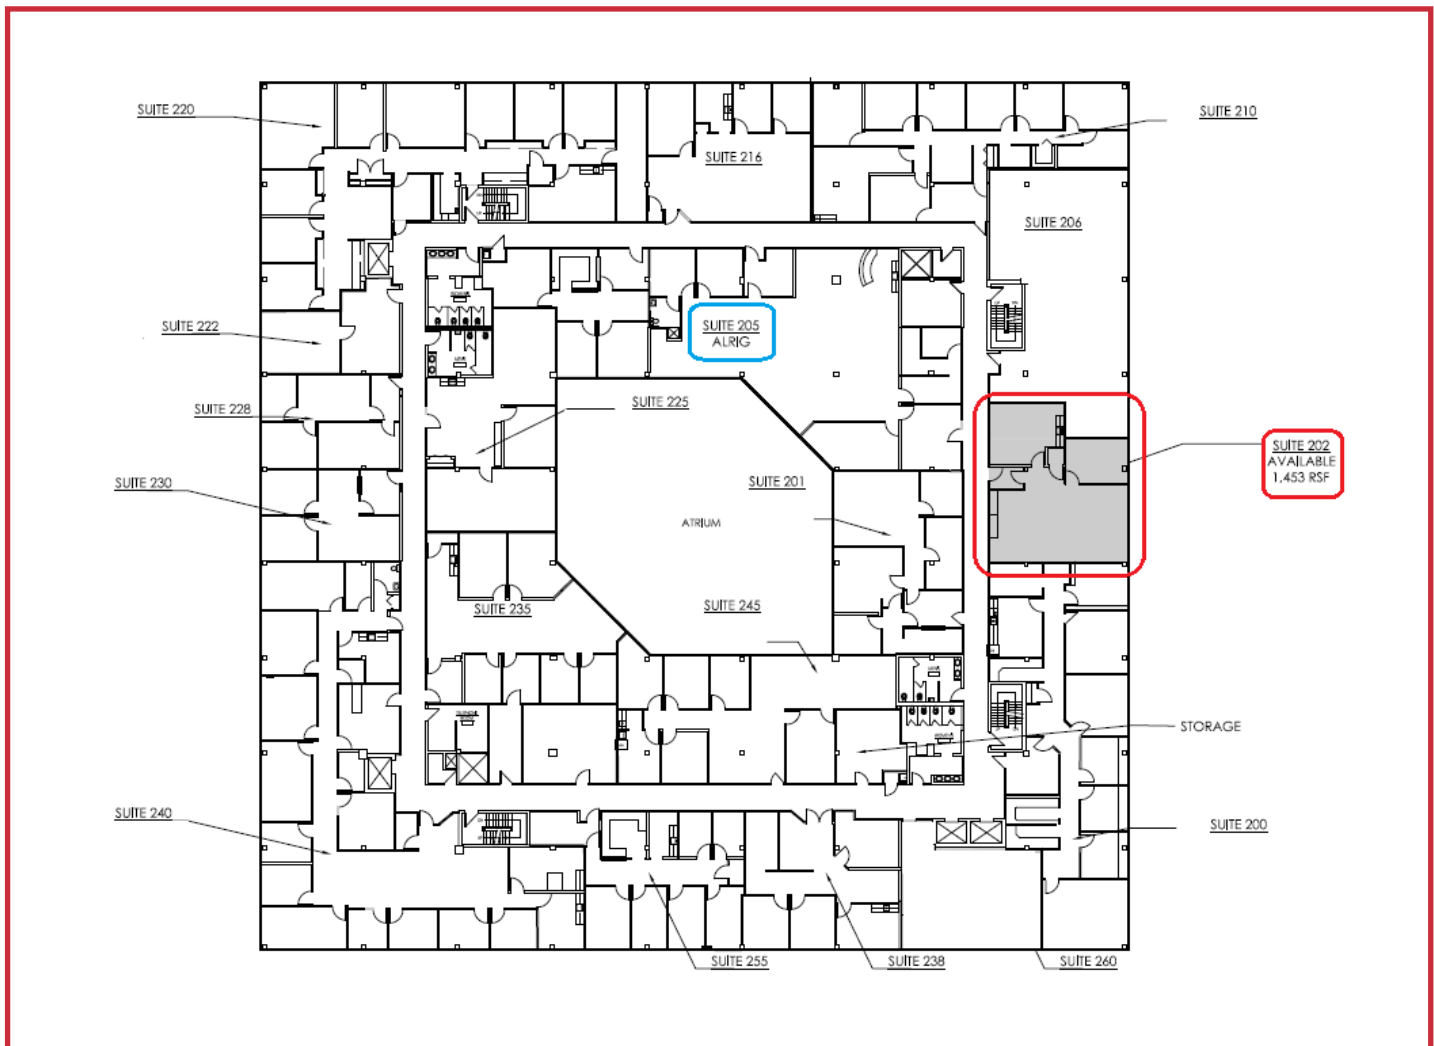 SUITE 220
SUITE 210
SUITE 216
SUITE 206
SUITE 222
SUITE 205
ALRIG
SUITE 228
SUITE 225
SUITE 202
AVAILABLE
1,453 RSF
SUITE 230
SUITE 201
ATRIUM
SUITE 235
SUITE 245
STORAGE
SUITE 240
SUITE 200
SUITE 255
SUITE 238
SUITE 260